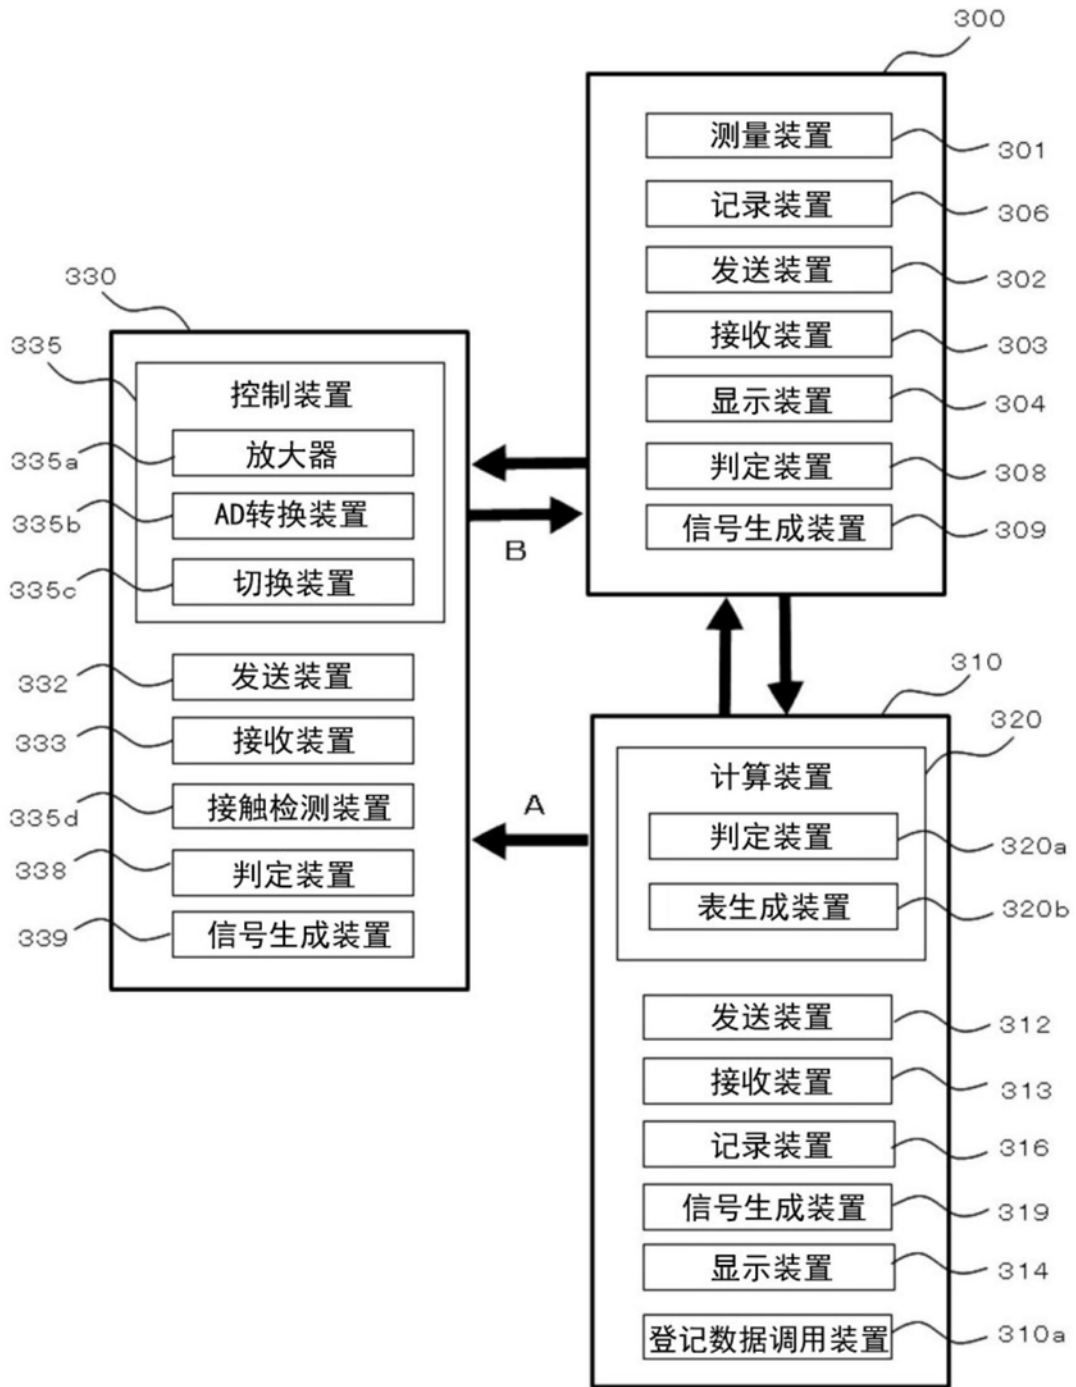 300
测量装置
301
记录装置
306
发送装置
302
接收装置
303
显示装置
304
判定装置
308
信号生成装置
309
330
335
控制装置
放大器
335a
AD转换装置
335b
切换装置
335c
发送装置
332
接收装置
333
接触检测装置
335d
判定装置
338
信号生成装置
339
B
A
310
320
计算装置
判定装置
320a
表生成装置
320b
发送装置
312
接收装置
313
记录装置
316
信号生成装置
319
显示装置
314
登记数据调用装置
310a